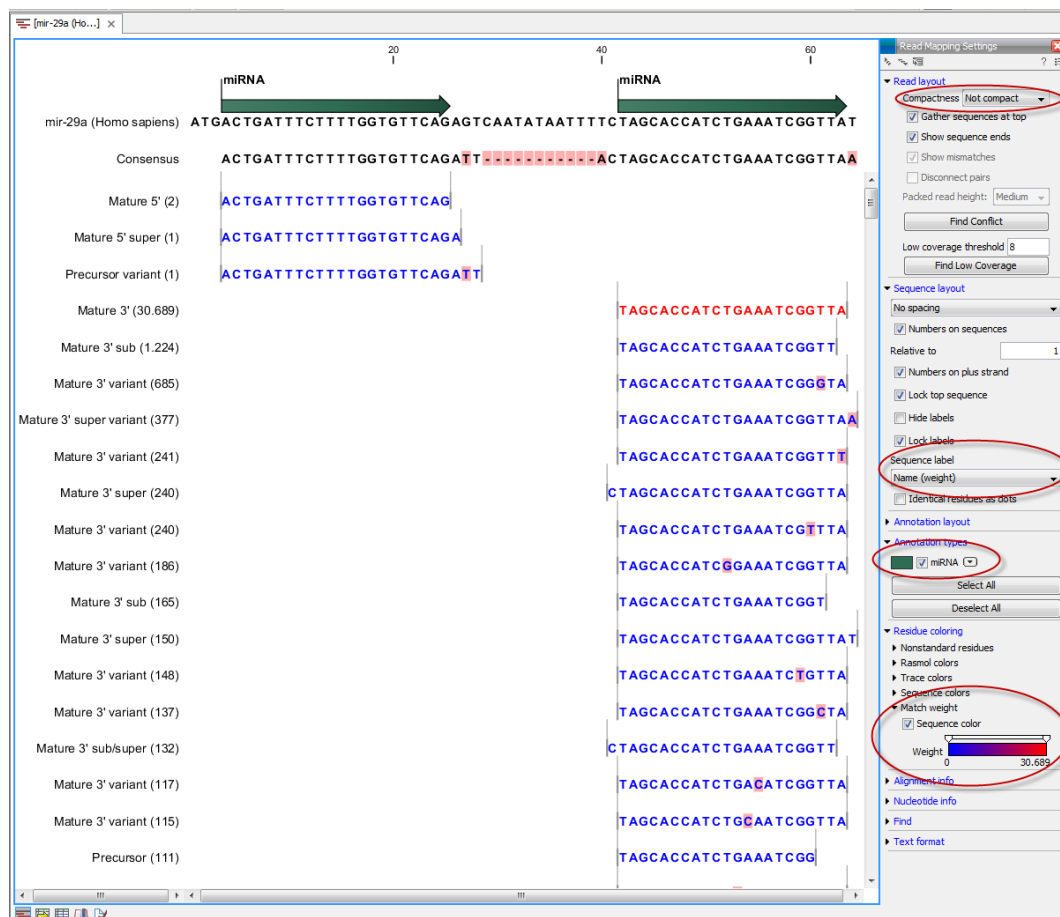 [mir-29a (Ho...]
20 40 60
miRNA miRNA
mir-29a (Homo sapiens) ATGACTGATTTCTTTTGGTGTTCAGAGTCAATATAATTTTCTAGCACCATCTGAAATCGGTTAT
Consensus ACTGATTTCTTTTGGTGTTCAGATT-----------ACTAGCACCATCTGAAATCGGTTAA
Mature 5' (2) ACTGATTTCTTTTGGTGTTCAG
Mature 5' super (1) ACTGATTTCTTTTGGTGTTCAGA
Precursor variant (1) ACTGATTTCTTTTGGTGTTCAGATT
Mature 3' (30.689) TAGCACCATCTGAAATCGGTTA
Mature 3' sub (1.224) TAGCACCATCTGAAATCGGTT
Mature 3' variant (685) TAGCACCATCTGAAATCGGGTA
Mature 3' super variant (377) TAGCACCATCTGAAATCGGTTAA
Mature 3' variant (241) TAGCACCATCTGAAATCGGTTT
Mature 3' super (240) CTAGCACCATCTGAAATCGGTTA
Mature 3' variant (240) TAGCACCATCTGAAATCGTTTA
Mature 3' variant (186) TAGCACCATCGGAAATCGGTTA
Mature 3' sub (165) TAGCACCATCTGAAATCGGT
Mature 3' super (150) TAGCACCATCTGAAATCGGTTAT
Mature 3' variant (148) TAGCACCATCTGAAATCTGTTA
Mature 3' variant (137) TAGCACCATCTGAAATCGGCTA
Mature 3' sub/super (132) CTAGCACCATCTGAAATCGGTT
Mature 3' variant (117) TAGCACCATCTGACATCGGTTA
Mature 3' variant (115) TAGCACCATCTGCAATCGGTTA
Precursor (111) TAGCACCATCTGAAATCGG
Read Mapping Settings
?
Read layout
Compactness Not compact
Gather sequences at top
Show sequence ends
Show mismatches
Disconnect pairs
Packed read height: Medium
Find Conflict
Low coverage threshold 8
Find Low Coverage
Sequence layout
No spacing
Numbers on sequences
Relative to 1
Numbers on plus strand
Lock top sequence
Hide labels
Lock labels
Sequence label
Name (weight)
Identical residues as dots
Annotation layout
Annotation types
miRNA
Select All
Deselect All
Residue coloring
Nonstandard residues
Rasmol colors
Trace colors
Sequence colors
Match weight
Sequence color
Weight
0 30.689
Alignment info
Nucleotide info
Find
Text format